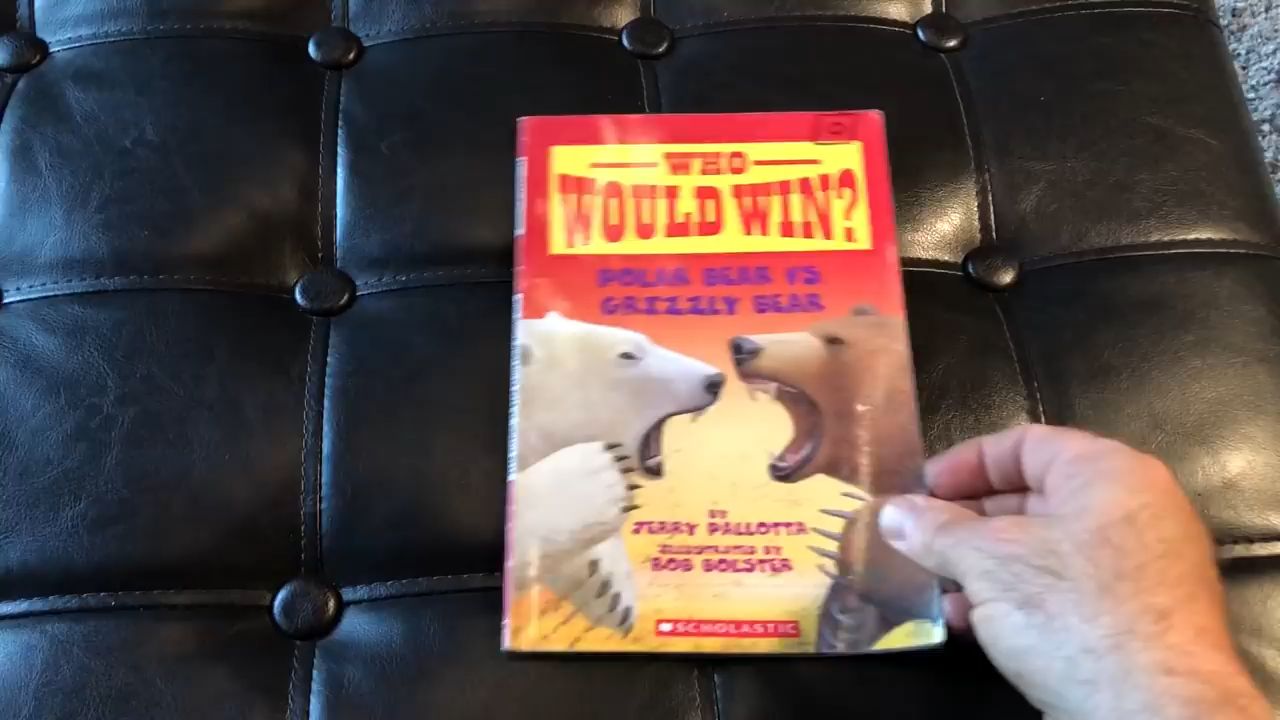 WHO
WOULD WIN?
POLAR BEAR VS.
GRIZZLY BEAR
BY
JERRY PALLOTTA
ILLUSTRATED BY
ROB BOLSTER
SCHOLASTIC